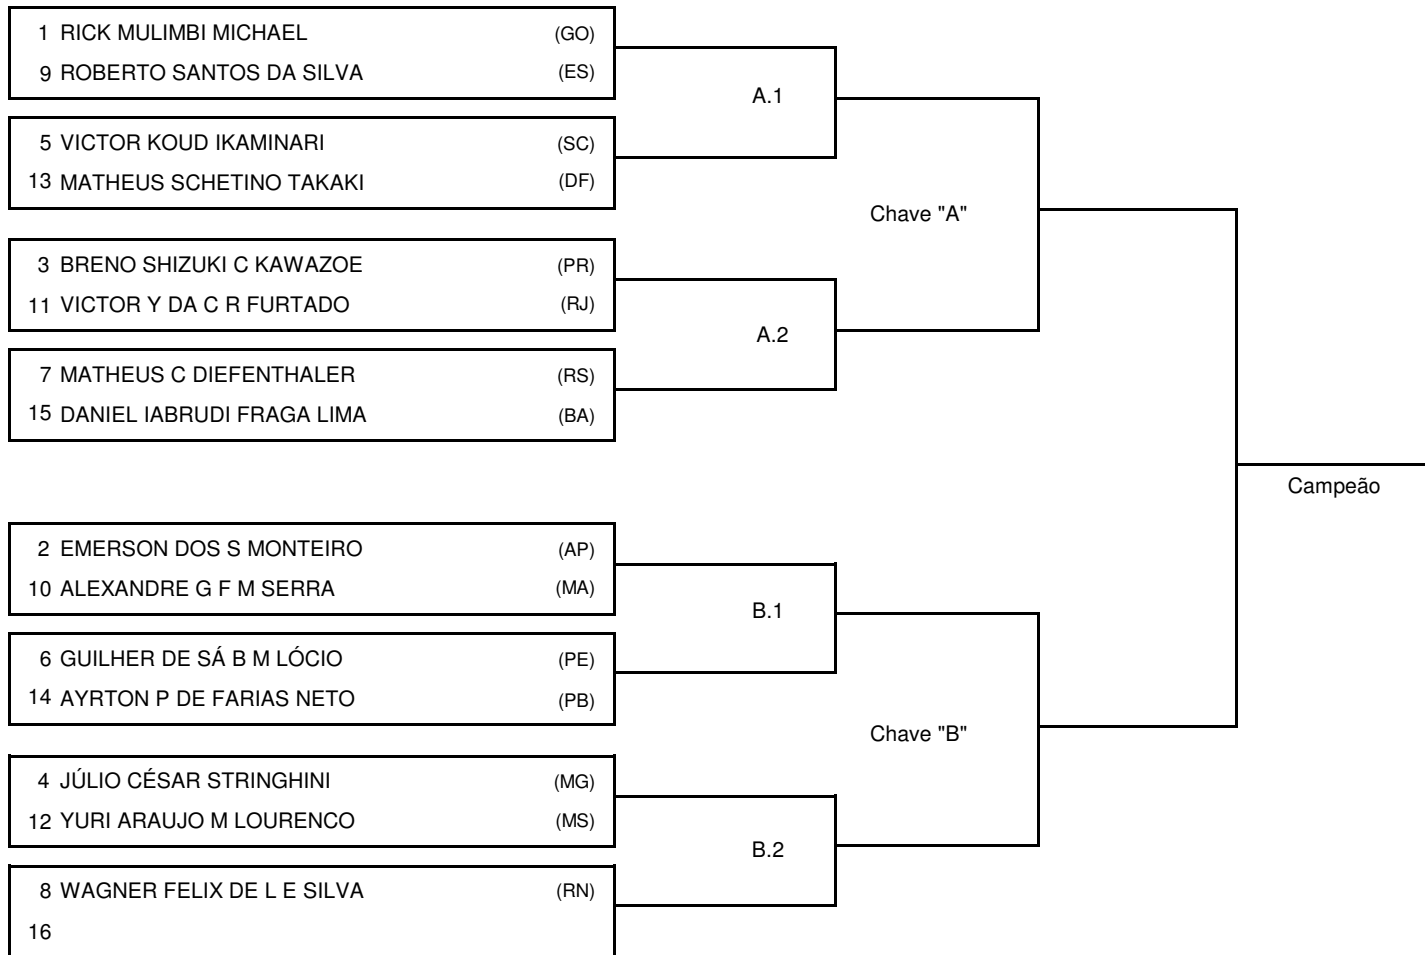 1 RICK MULIMBI MICHAEL (GO)
9 ROBERTO SANTOS DA SILVA (ES)
A.1
5 VICTOR KOUD IKAMINARI (SC)
13 MATHEUS SCHETINO TAKAKI (DF)
Chave "A"
3 BRENO SHIZUKI C KAWAZOE (PR)
11 VICTOR Y DA C R FURTADO (RJ)
A.2
7 MATHEUS C DIEFENTHALER (RS)
15 DANIEL IABRUDI FRAGA LIMA (BA)
Campeão
2 EMERSON DOS S MONTEIRO (AP)
10 ALEXANDRE G F M SERRA (MA)
B.1
6 GUILHER DE SÁ B M LÓCIO (PE)
14 AYRTON P DE FARIAS NETO (PB)
Chave "B"
4 JÚLIO CÉSAR STRINGHINI (MG)
12 YURI ARAUJO M LOURENCO (MS)
B.2
8 WAGNER FELIX DE L E SILVA (RN)
16